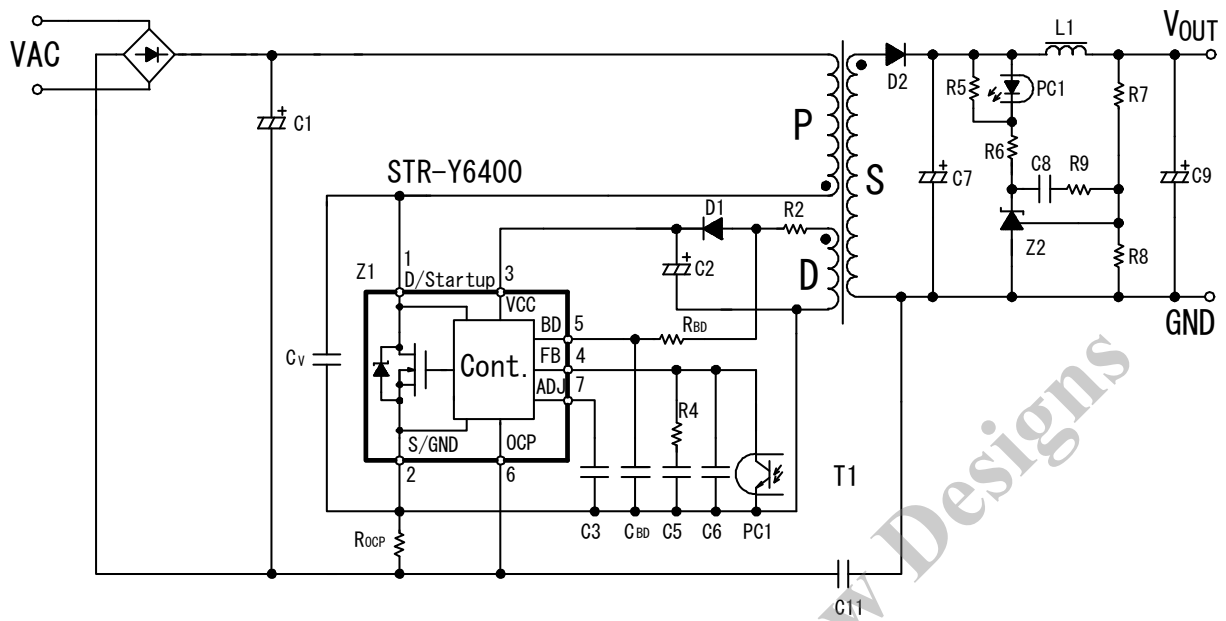 VAC
C1
STR-Y6400
P
S
D
D2
R5
PC1
L1
VOUT
R7
R6
C8
R9
C7
Z2
R8
C9
GND
D1
R2
C2
Z1
1
D/Startup
3
VCC
BD
5
RBD
FB
4
ADJ
7
Cont.
CV
S/GND
OCP
2
6
R4
T1
C3
CBD
C5
C6
PC1
ROCP
C11
w Designs